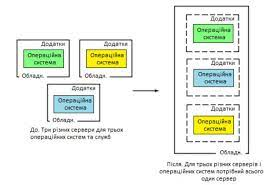 Додатки
Операційна
система
Обладн.
Додатки
Операційна
система
Обладн.
Додатки
Операційна
система
Обладн.
До. Три різних сервери для трьох
операційних систем та служб
Додатки
Операційна
система
Додатки
Операційна
система
Додатки
Операційна
система
Обладн.
Після. Для трьох різних серверів і
операційних систем потрібний всього
один сервер